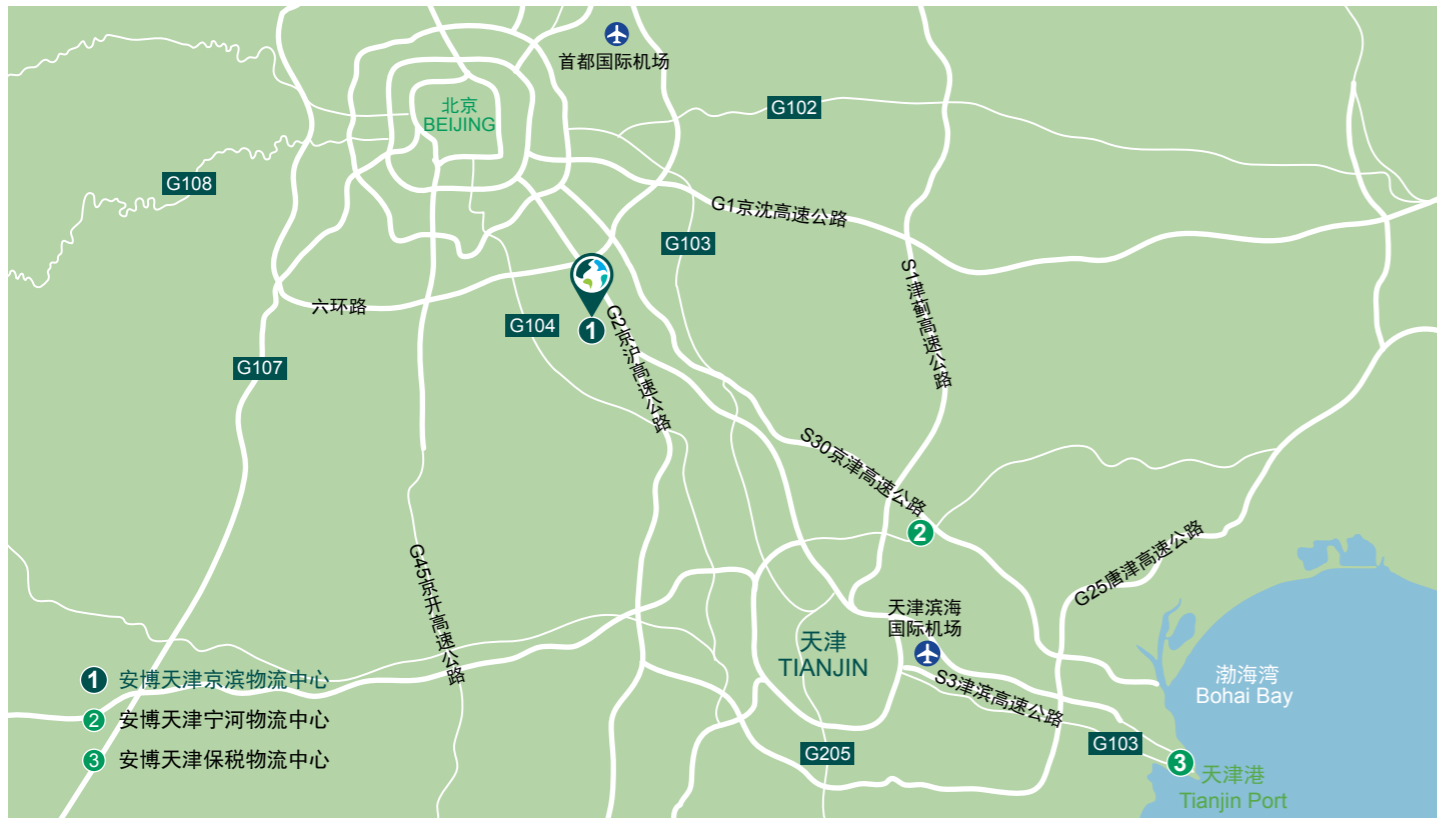 首都国际机场
北京
BEIJING
G102
G108
G1京沈高速公路
G103
S1津蓟高速公路
六环路
G104
1
G2京沪高速公路
G107
S30京津高速公路
2
G25唐津高速公路
G45京开高速公路
天津滨海
国际机场
天津
TIANJIN
S3津滨高速公路
渤海湾
Bohai Bay
G205
G103
3
天津港
Tianjin Port
1 安博天津京滨物流中心
2 安博天津宁河物流中心
3 安博天津保税物流中心